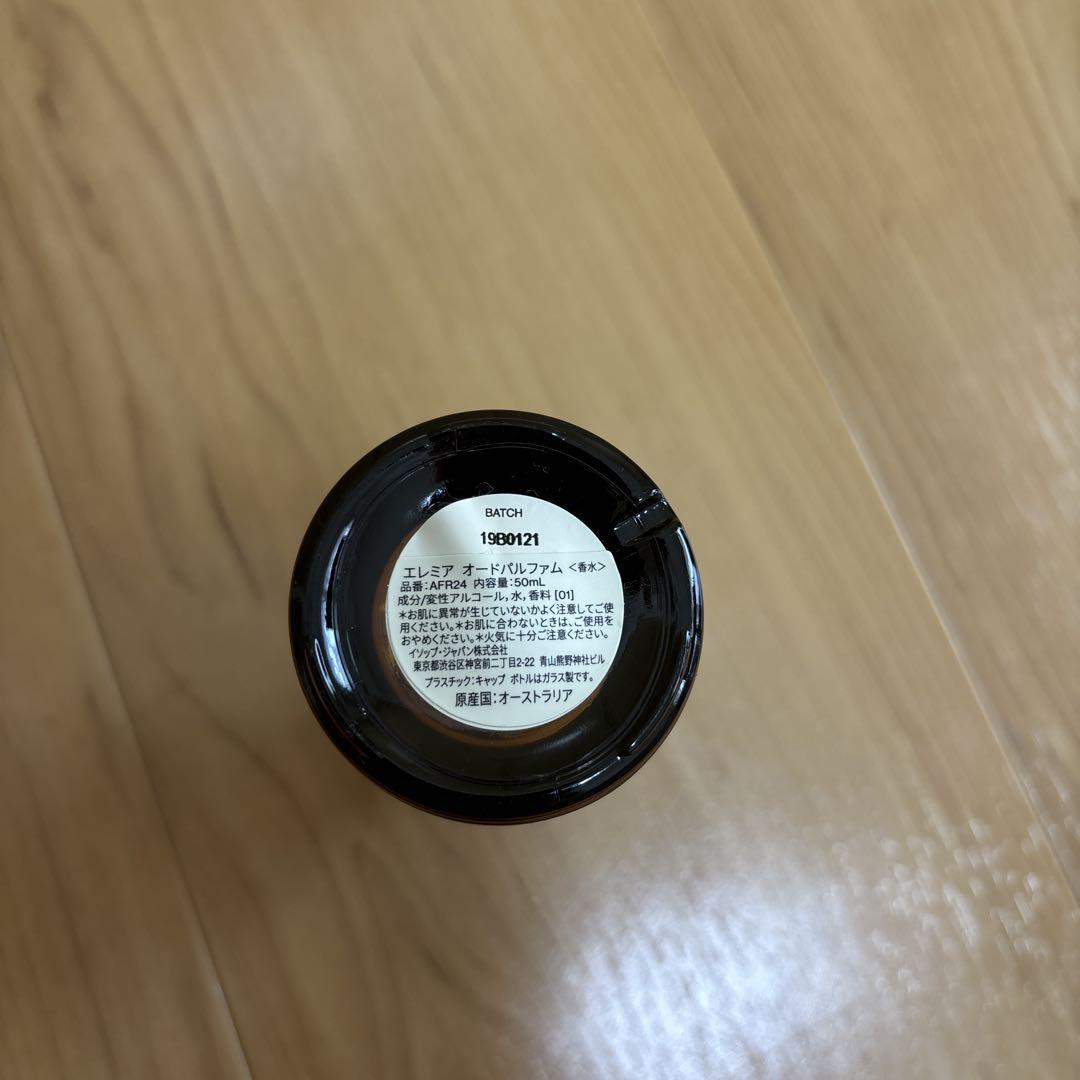 BATCH
19B0121
エレミア オードパルファム <香水>
品番:AFR24 内容量:50mL
成分/変性アルコール,水,香料 [01]
*お肌に異常が生じていないかよく注意してご使
用ください。*お肌に合わないときは、ご使用を
おやめください。*火気に十分ご注意ください。
イソップ・ジャパン株式会社
東京都渋谷区神宮前二丁目2-22 青山熊野神社ビル
プラスチック:キャップ ボトルはガラス製です。
原産国:オーストラリア